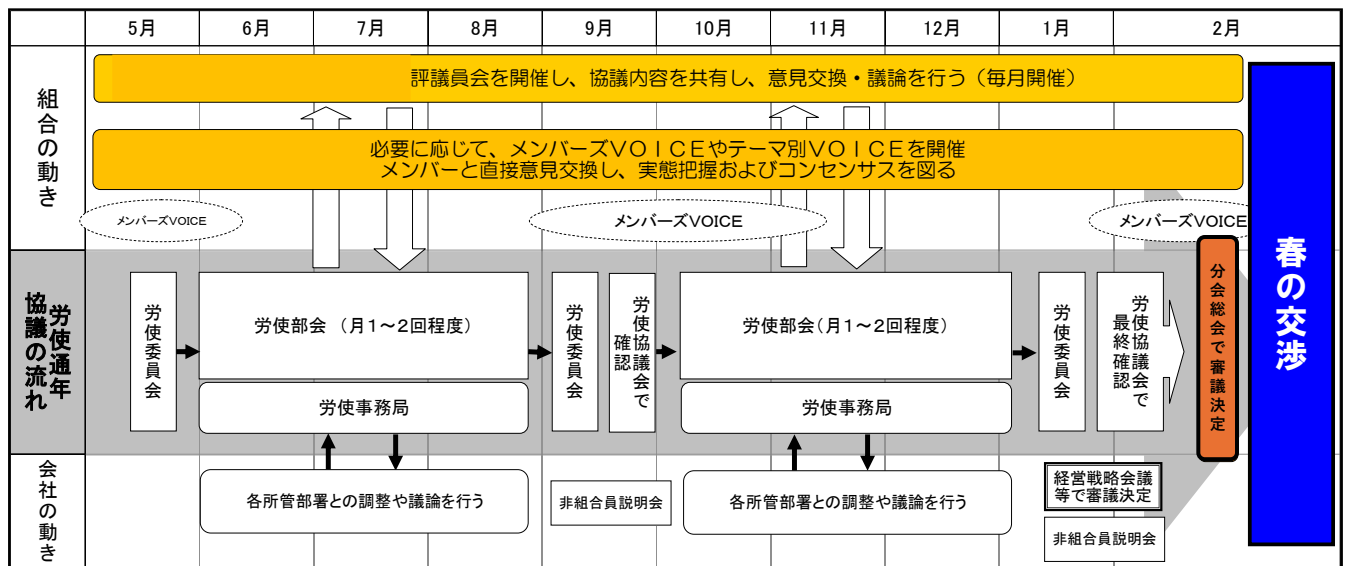 5月
6月
7月
8月
9月
10月
11月
12月
1月
2月
組合の動き
評議員会を開催し、協議内容を共有し、意見交換・議論を行う（毎月開催）
必要に応じて、メンバーズＶＯＩＣＥやテーマ別ＶＯＩＣＥを開催
メンバーと直接意見交換し、実態把握およびコンセンサスを図る
メンバーズVOICE
メンバーズVOICE
メンバーズVOICE
春の交渉
労使通年
協議の流れ
労使委員会
労使部会 （月１～２回程度）
労使事務局
労使委員会
労使協議会で
確認
労使部会（月１～２回程度）
労使事務局
労使委員会
労使協議会で
最終確認
分会総会で審議決定
会社の動き
各所管部署との調整や議論を行う
非組合員説明会
各所管部署との調整や議論を行う
経営戦略会議
等で審議決定
非組合員説明会